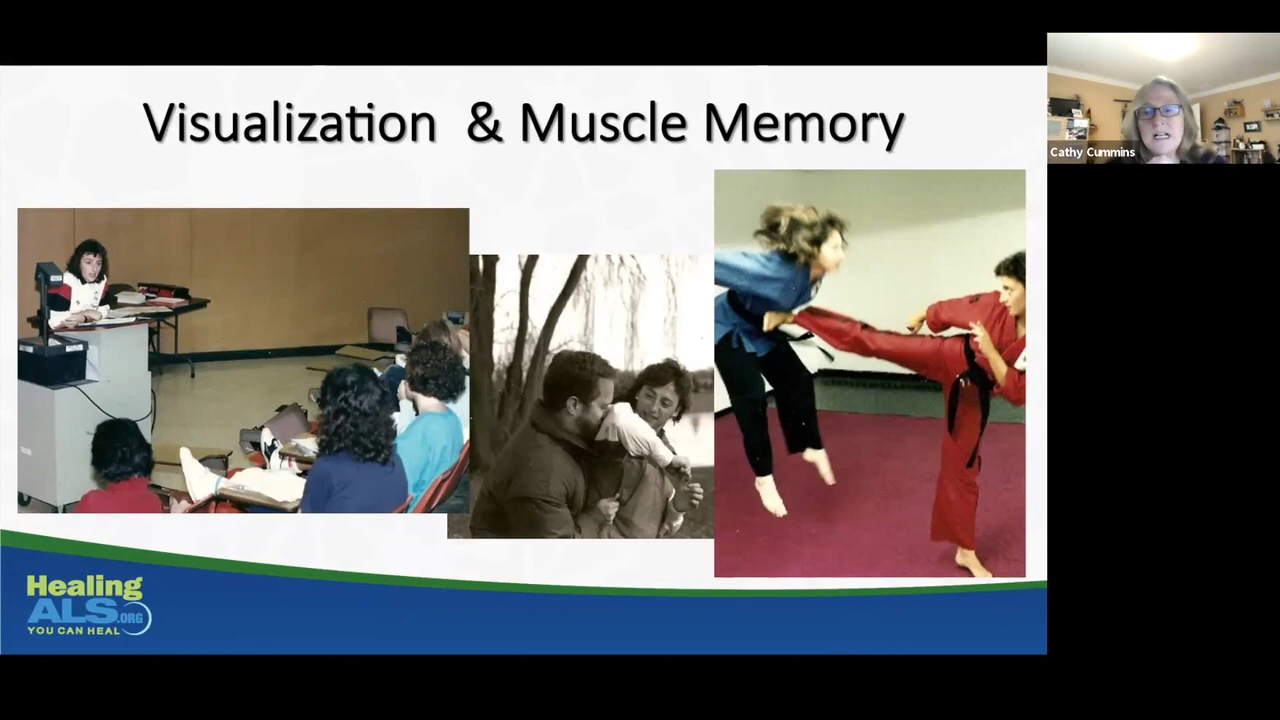 Visualization & Muscle Memory
Cathy Cummins
Healing
ALS.ORG
YOU CAN HEAL